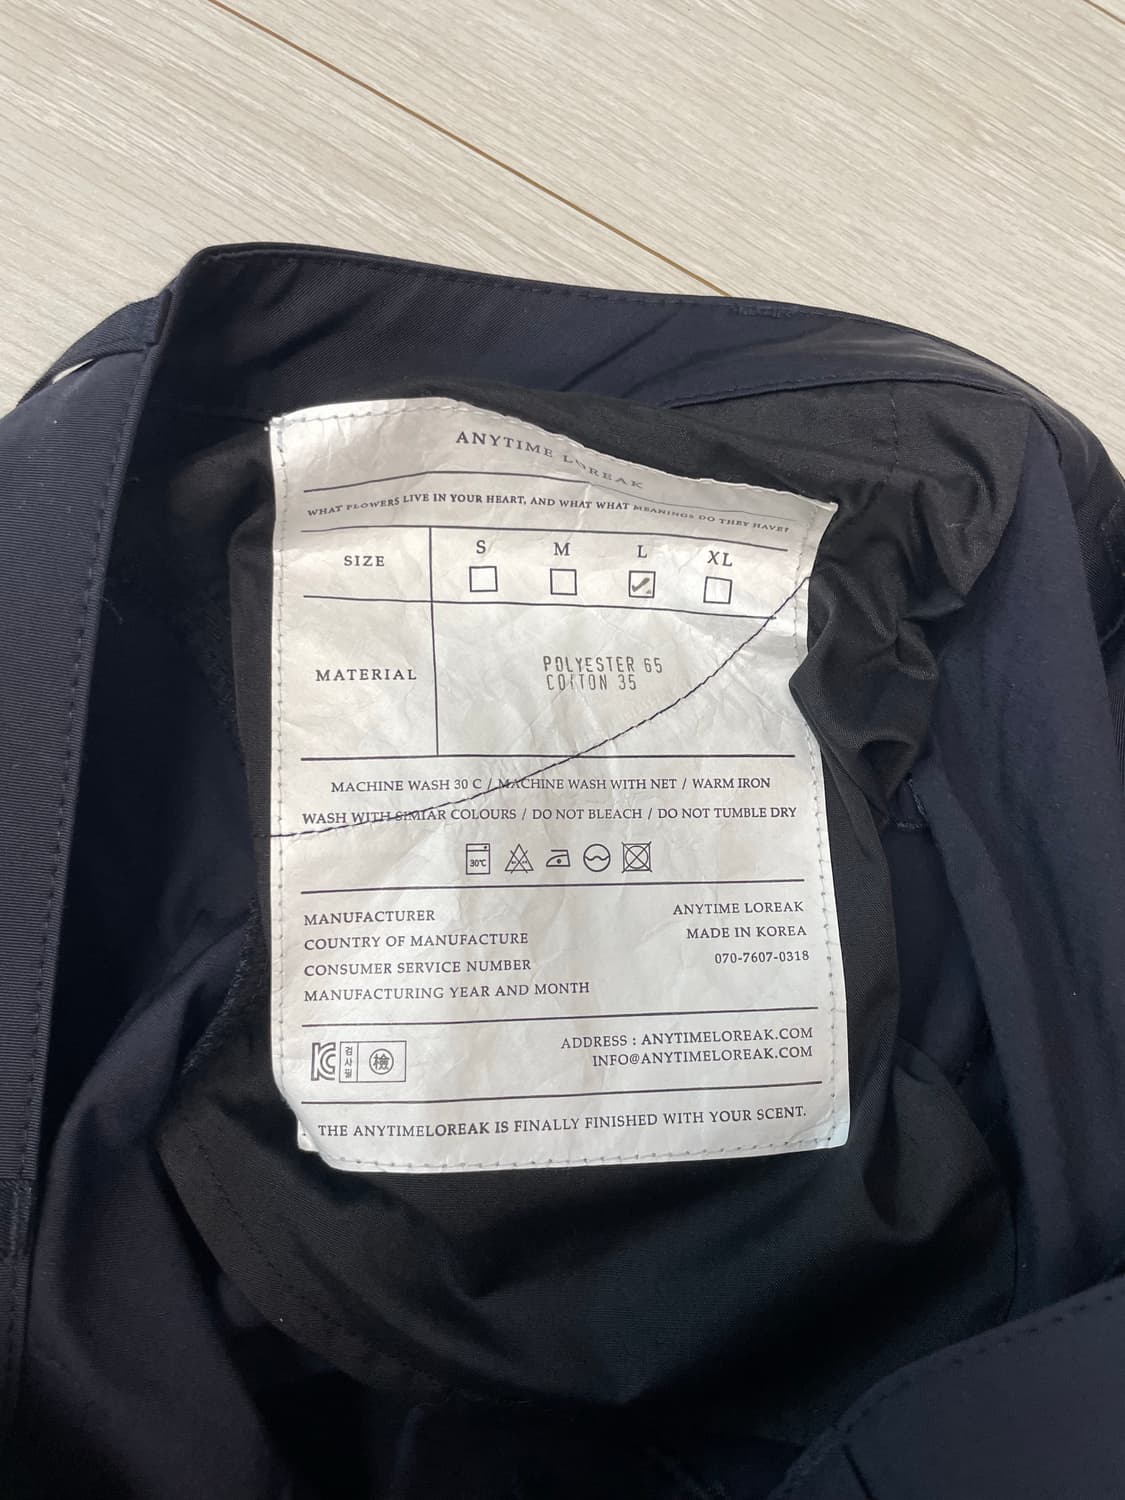 ANYTIME LOREAK
WHAT FLOWERS LIVE IN YOUR HEART, AND WHAT WHAT MEANINGS DO THEY HAVE?
SIZE S M L XL
MATERIAL
POLYESTER 65
COTTON 35
MACHINE WASH 30 C / MACHINE WASH WITH NET / WARM IRON
WASH WITH SIMIAR COLOURS / DO NOT BLEACH / DO NOT TUMBLE DRY
30℃
MANUFACTURER ANYTIME LOREAK
COUNTRY OF MANUFACTURE MADE IN KOREA
CONSUMER SERVICE NUMBER 070-7607-0318
MANUFACTURING YEAR AND MONTH
KC 검사필 檢
ADDRESS : ANYTIMELOREAK.COM
INFO@ANYTIMELOREAK.COM
THE ANYTIMELOREAK IS FINALLY FINISHED WITH YOUR SCENT.